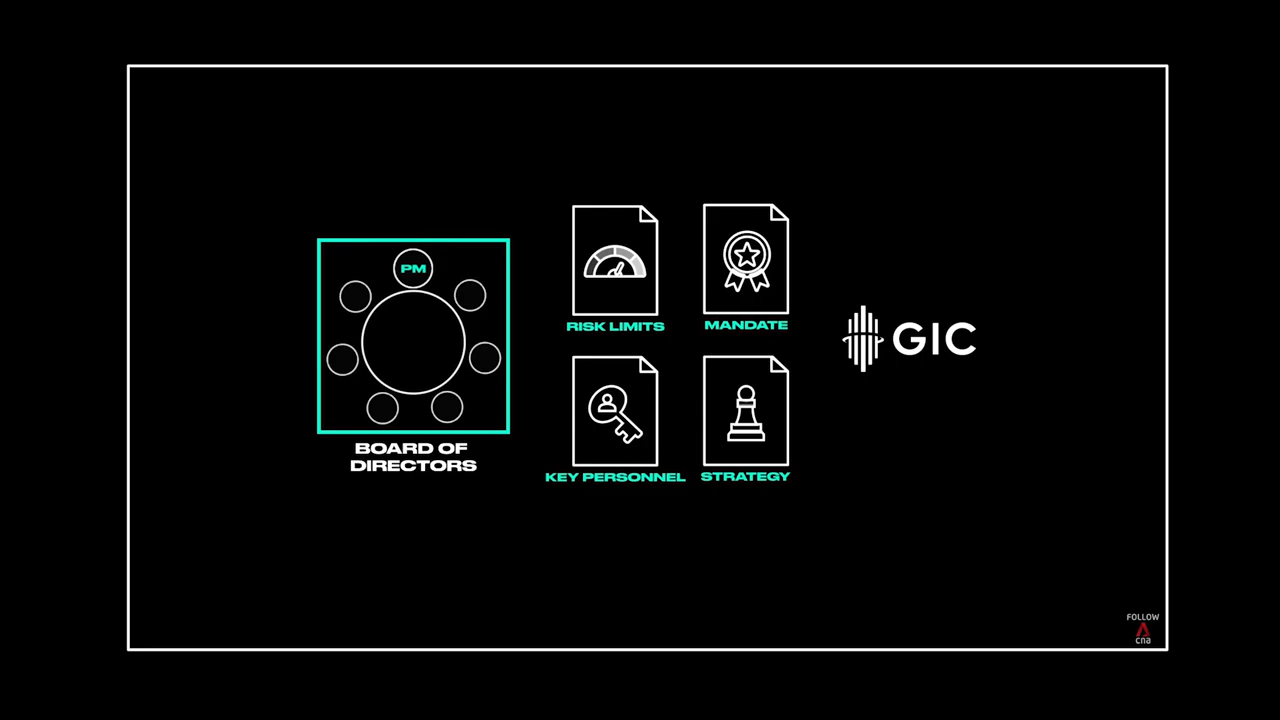 PM
BOARD OF
DIRECTORS
RISK LIMITS
MANDATE
KEY PERSONNEL
STRATEGY
GIC
FOLLOW
cna